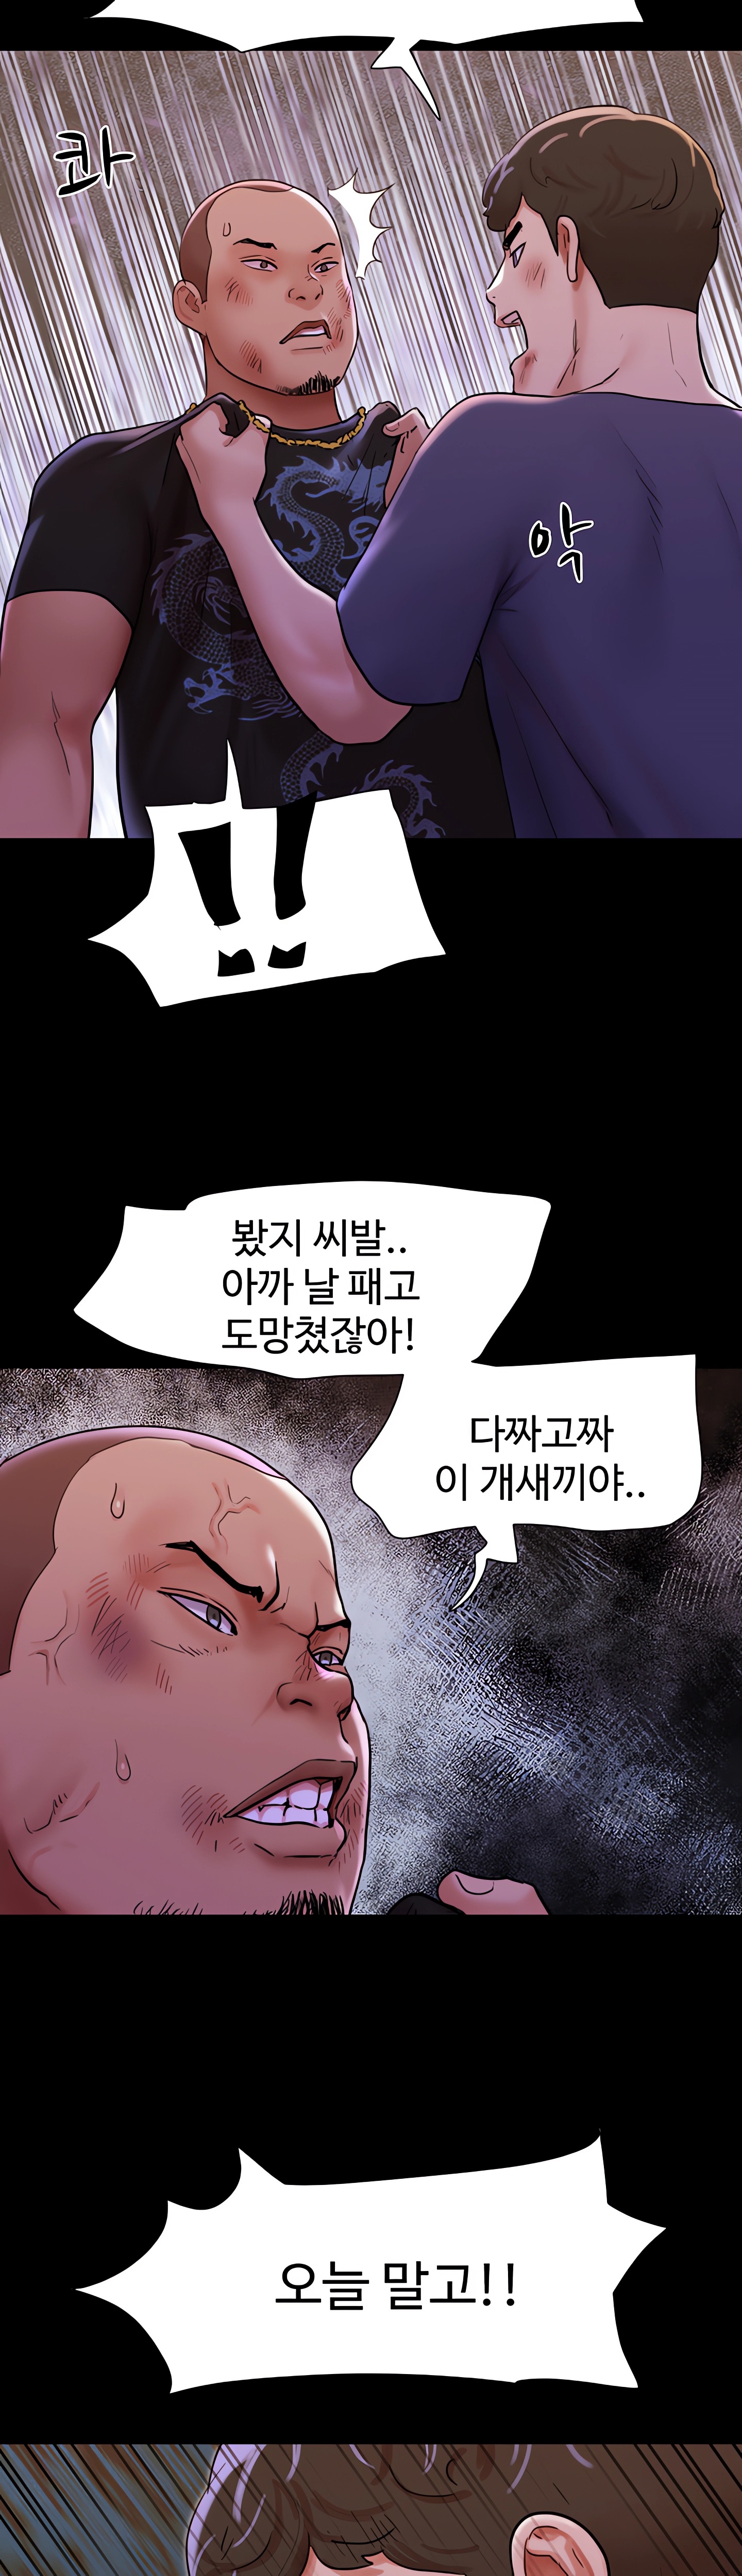 콰
악
!!
봤지 씨발..
아까 날 패고
도망쳤잖아!
다짜고짜
이 개새끼야..
오늘 말고!!